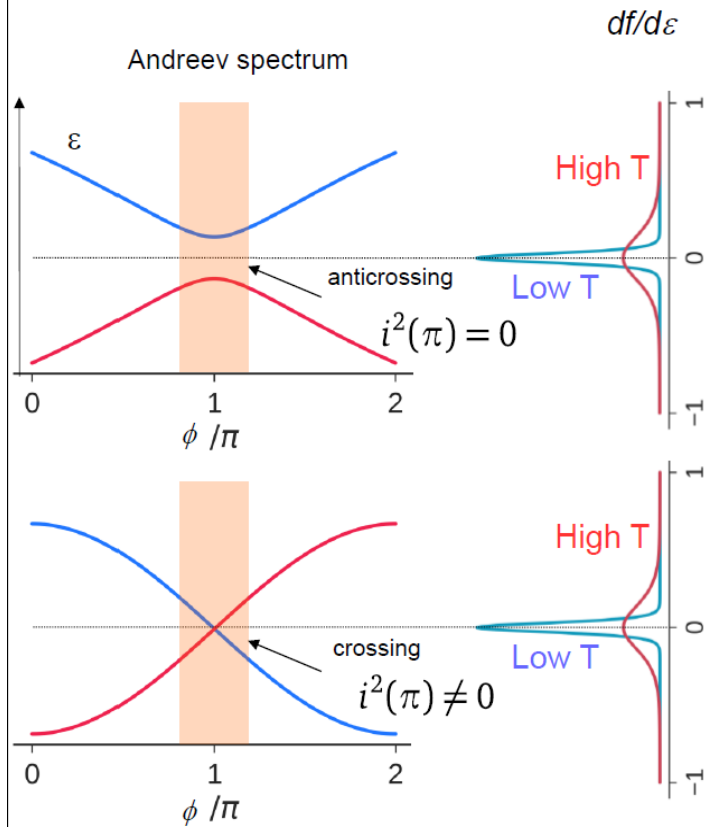 df/dε
Andreev spectrum
ε
1
High T
0
anticrossing
Low T
i²(π) = 0
0 1 2
-1
ϕ /π
1
High T
0
crossing
Low T
i²(π) ≠ 0
0 1 2
-1
ϕ /π